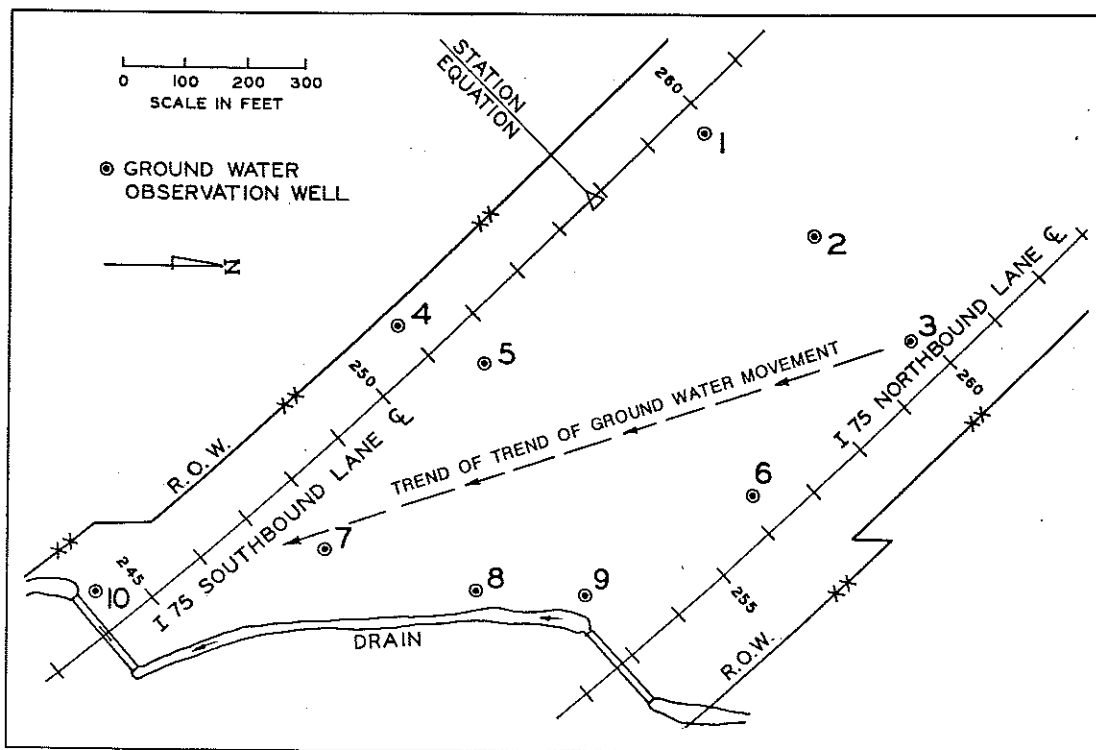 0 100 200 300
SCALE IN FEET
GROUND WATER
OBSERVATION WELL
N
STATION
EQUATION
260
1
2
3
4
5
250
I 75 NORTHBOUND LANE ℄
260
TREND OF TREND OF GROUND WATER MOVEMENT
R.O.W.
6
I 75 SOUTHBOUND LANE ℄
7
245
10
8
9
255
DRAIN
R.O.W.